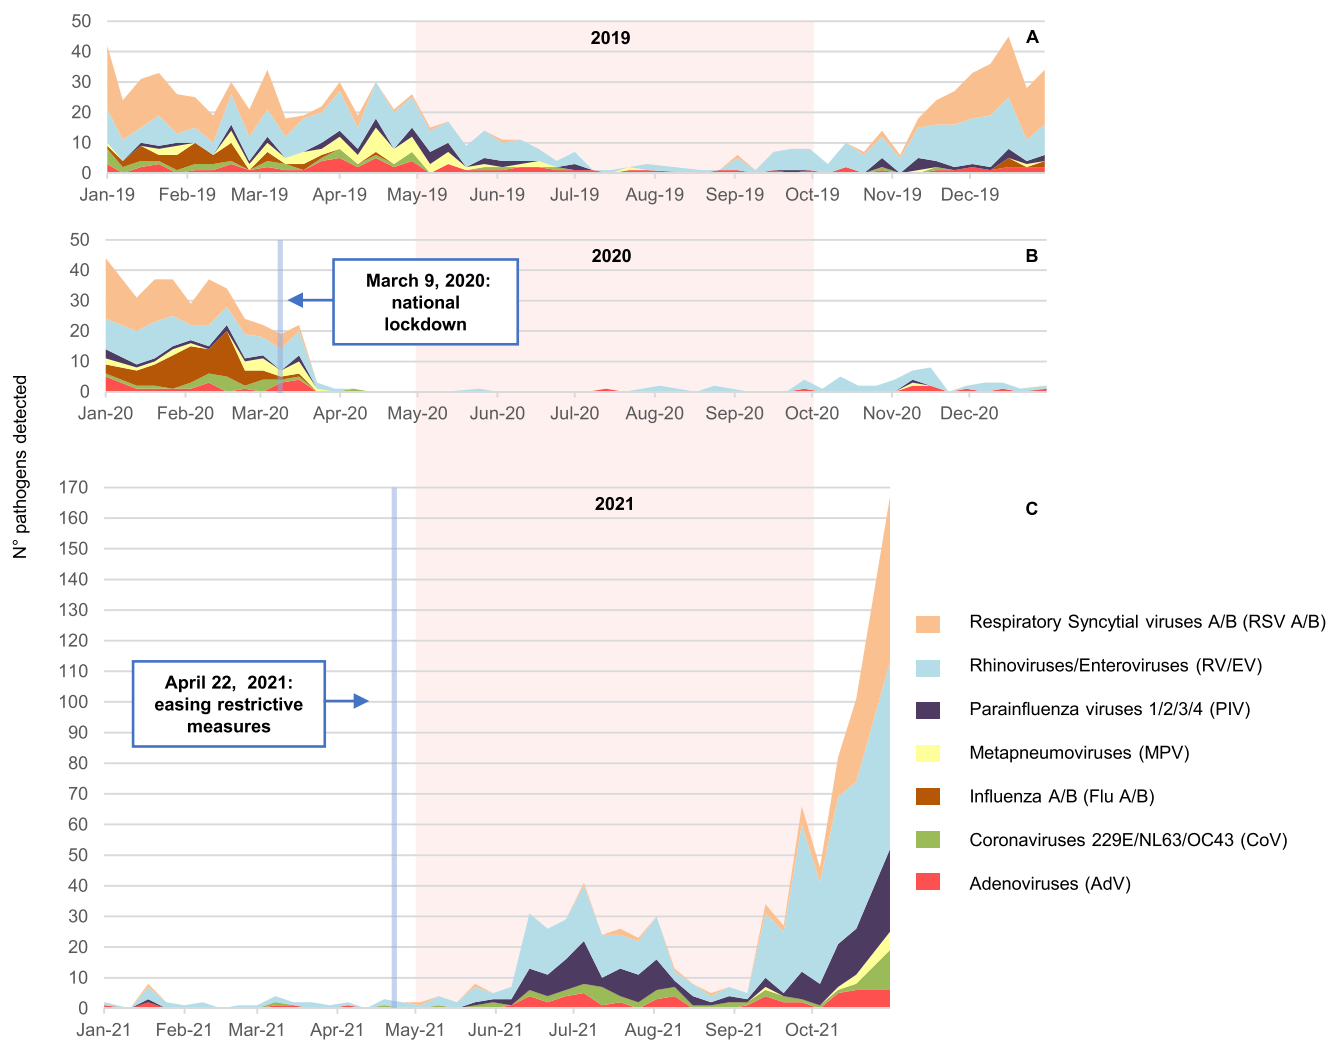 N° pathogens detected
2019
A
50
40
30
20
10
0
Jan-19 Feb-19 Mar-19 Apr-19 May-19 Jun-19 Jul-19 Aug-19 Sep-19 Oct-19 Nov-19 Dec-19
2020
B
50
40
30
20
10
0
March 9, 2020:
national
lockdown
Jan-20 Feb-20 Mar-20 Apr-20 May-20 Jun-20 Jul-20 Aug-20 Sep-20 Oct-20 Nov-20 Dec-20
2021
C
170
160
150
140
130
120
110
100
90
80
70
60
50
40
30
20
10
0
April 22, 2021:
easing restrictive
measures
Jan-21 Feb-21 Mar-21 Apr-21 May-21 Jun-21 Jul-21 Aug-21 Sep-21 Oct-21
Respiratory Syncytial viruses A/B (RSV A/B)
Rhinoviruses/Enteroviruses (RV/EV)
Parainfluenza viruses 1/2/3/4 (PIV)
Metapneumoviruses (MPV)
Influenza A/B (Flu A/B)
Coronaviruses 229E/NL63/OC43 (CoV)
Adenoviruses (AdV)